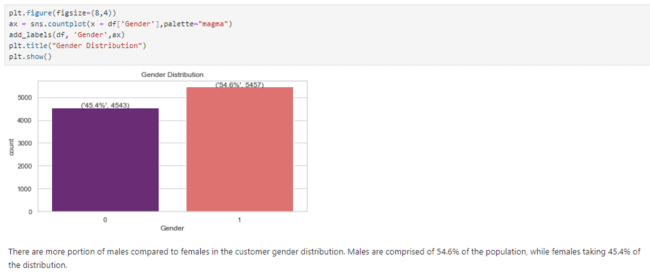 plt.figure(figsize=(8,4))
ax = sns.countplot(x = df['Gender'],palette="magma")
add_labels(df, 'Gender',ax)
plt.title("Gender Distribution")
plt.show()
Gender Distribution
('54.6%', 5457)
('45.4%', 4543)
5000
4000
3000
2000
1000
0
count
0 1
Gender
There are more portion of males compared to females in the customer gender distribution. Males are comprised of 54.6% of the population, while females taking 45.4% of
the distribution.